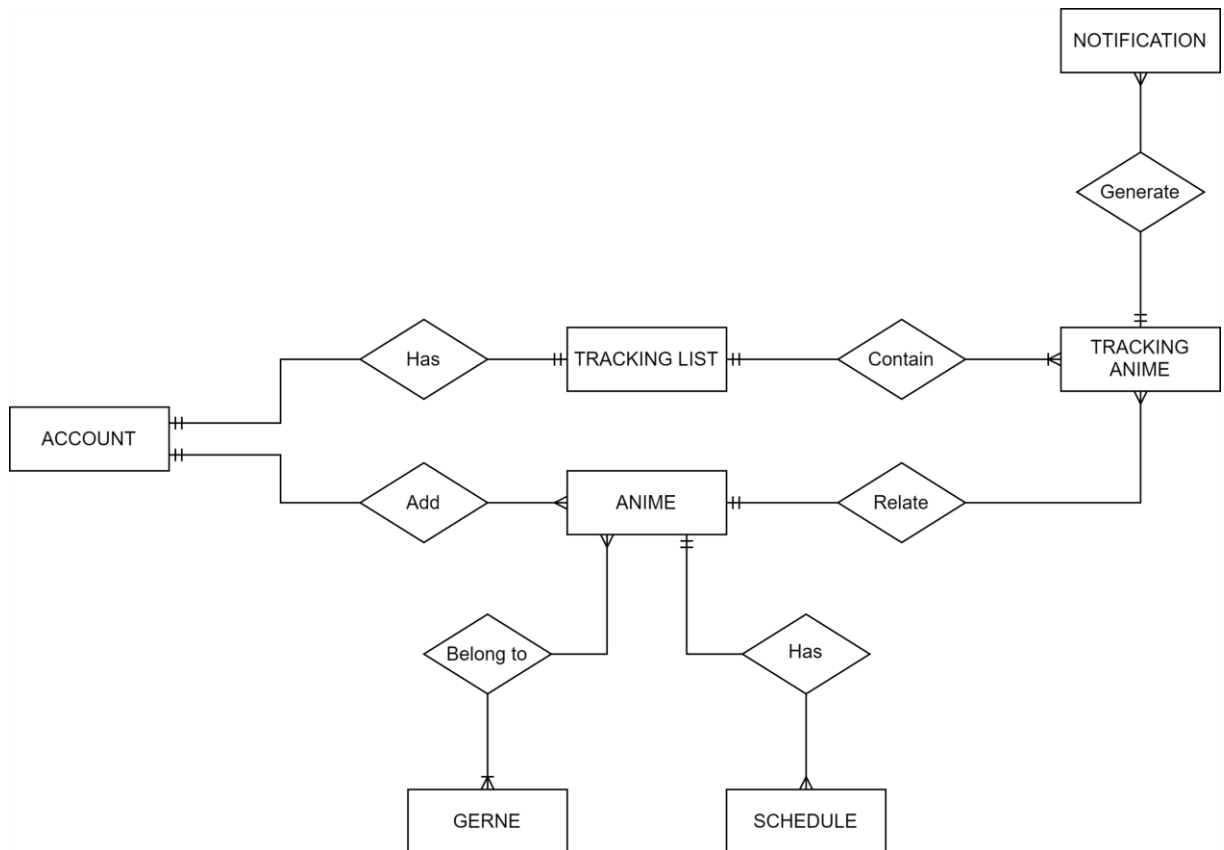 NOTIFICATION
Generate
Has
TRACKING LIST
Contain
TRACKING
ANIME
ACCOUNT
Add
ANIME
Relate
Belong to
Has
GERNE
SCHEDULE